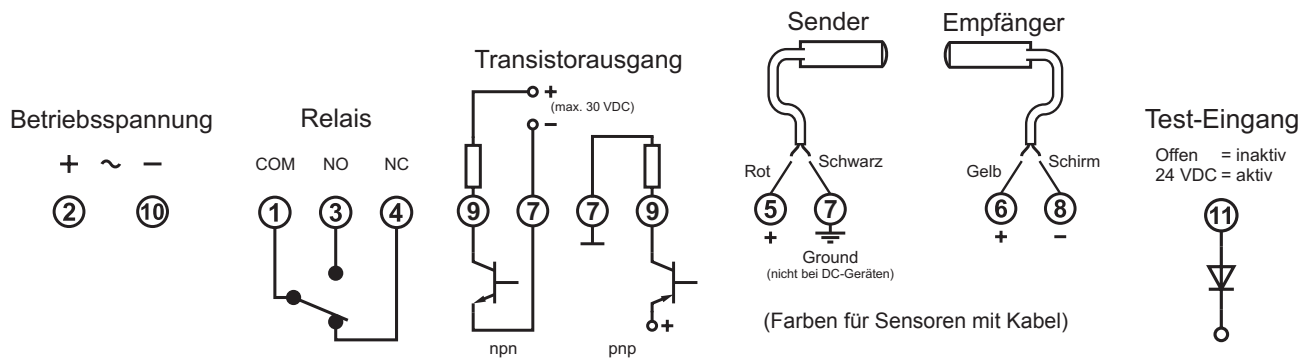 Betriebsspannung
+ ~ −
2 10
Relais
COM NO NC
1 3 4
Transistorausgang
+
(max. 30 VDC)
−
9 7 7 9
+
npn pnp
Sender
Rot Schwarz
5 7
+
Ground
(nicht bei DC-Geräten)
Empfänger
Gelb Schirm
6 8
+ −
(Farben für Sensoren mit Kabel)
Test-Eingang
Offen = inaktiv
24 VDC = aktiv
11